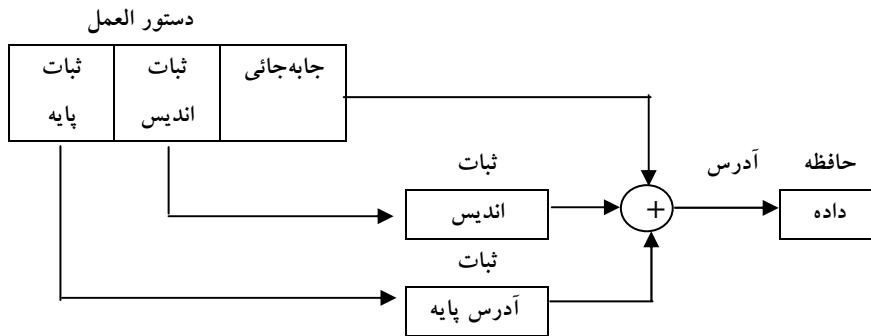 دستور العمل
ثبات پایه
ثبات اندیس
جابه‌جائی
ثبات
اندیس
ثبات
آدرس پایه
+
آدرس
حافظه
داده